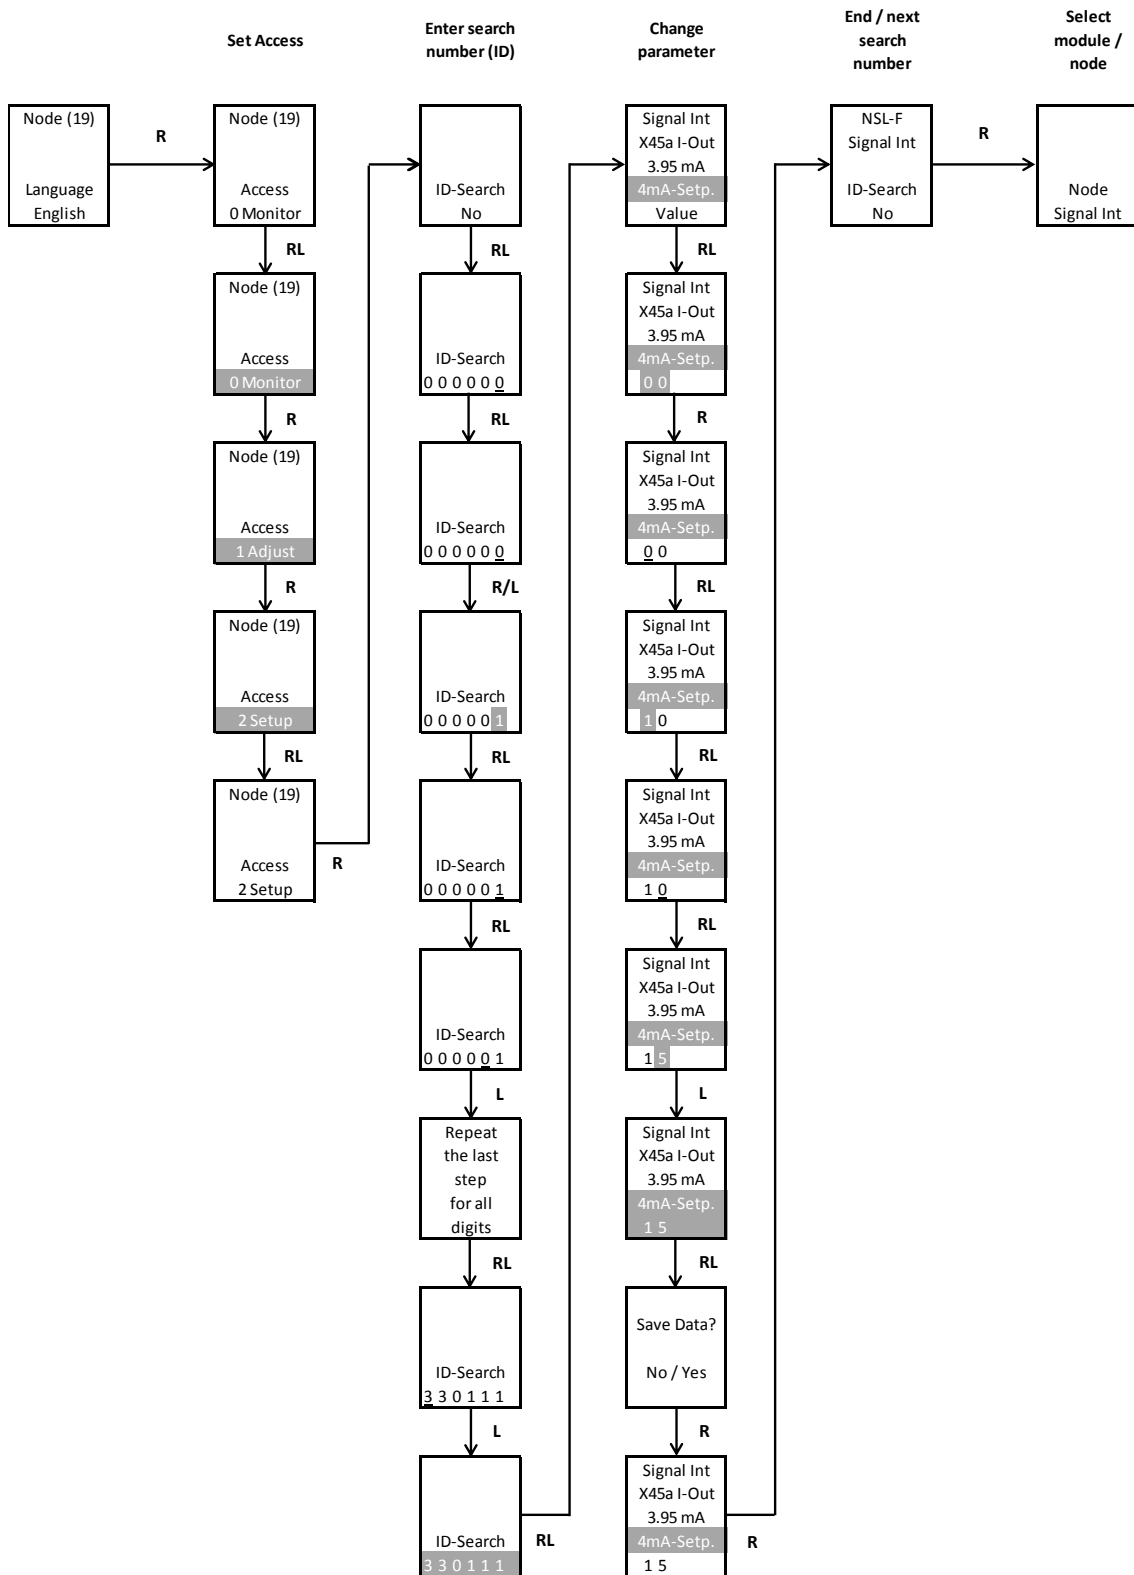 Set Access
Enter search
number (ID)
Change
parameter
End / next
search
number
Select
module /
node
Node (19)
Language
English
R
Node (19)
Access
0 Monitor
RL
Node (19)
Access
0 Monitor
R
Node (19)
Access
1 Adjust
R
Node (19)
Access
2 Setup
RL
Node (19)
Access
2 Setup
R
ID-Search
No
RL
ID-Search
0 0 0 0 0 0
RL
ID-Search
0 0 0 0 0 0
R/L
ID-Search
0 0 0 0 0 1
RL
ID-Search
0 0 0 0 0 1
RL
ID-Search
0 0 0 0 0 1
L
Repeat
the last
step
for all
digits
RL
ID-Search
3 3 0 1 1 1
L
ID-Search
3 3 0 1 1 1
RL
Signal Int
X45a I-Out
3.95 mA
4mA-Setp.
Value
RL
Signal Int
X45a I-Out
3.95 mA
4mA-Setp.
0 0
R
Signal Int
X45a I-Out
3.95 mA
4mA-Setp.
0 0
RL
Signal Int
X45a I-Out
3.95 mA
4mA-Setp.
1 0
RL
Signal Int
X45a I-Out
3.95 mA
4mA-Setp.
1 0
RL
Signal Int
X45a I-Out
3.95 mA
4mA-Setp.
1 5
L
Signal Int
X45a I-Out
3.95 mA
4mA-Setp.
1 5
RL
Save Data?
No / Yes
R
Signal Int
X45a I-Out
3.95 mA
4mA-Setp.
1 5
R
NSL-F
Signal Int
ID-Search
No
R
Node
Signal Int